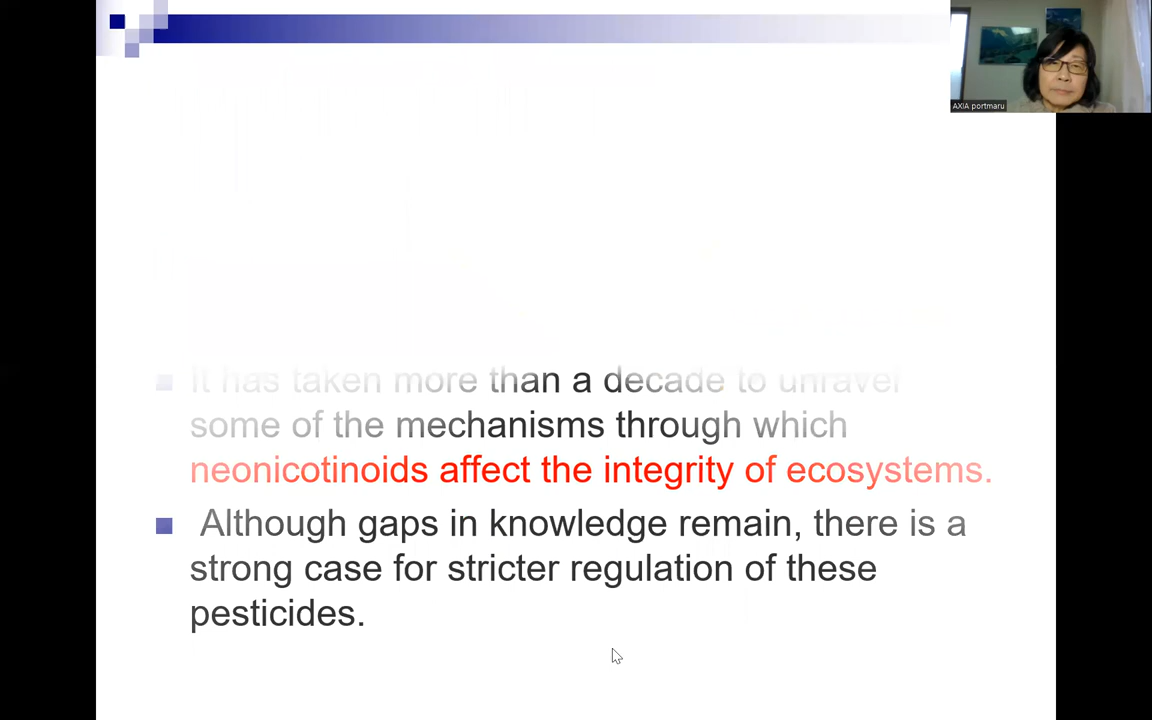 AXIA portmaru
It has taken more than a decade to unravel
some of the mechanisms through which
neonicotinoids affect the integrity of ecosystems.
Although gaps in knowledge remain, there is a
strong case for stricter regulation of these
pesticides.